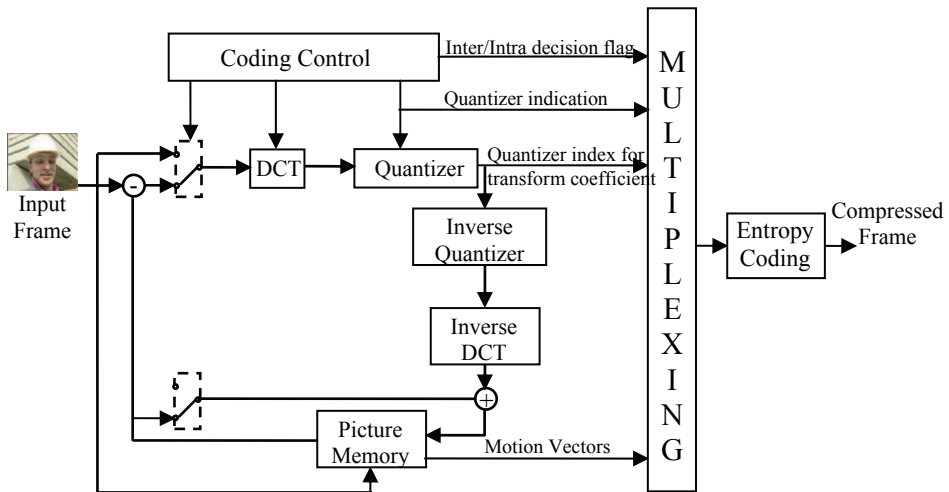 Coding Control
Inter/Intra decision flag
Quantizer indication
DCT
Quantizer
Quantizer index for
transform coefficient
-
Input
Frame
Inverse
Quantizer
Inverse
DCT
+
Picture
Memory
Motion Vectors
M
U
L
T
I
P
L
E
X
I
N
G
Entropy
Coding
Compressed
Frame